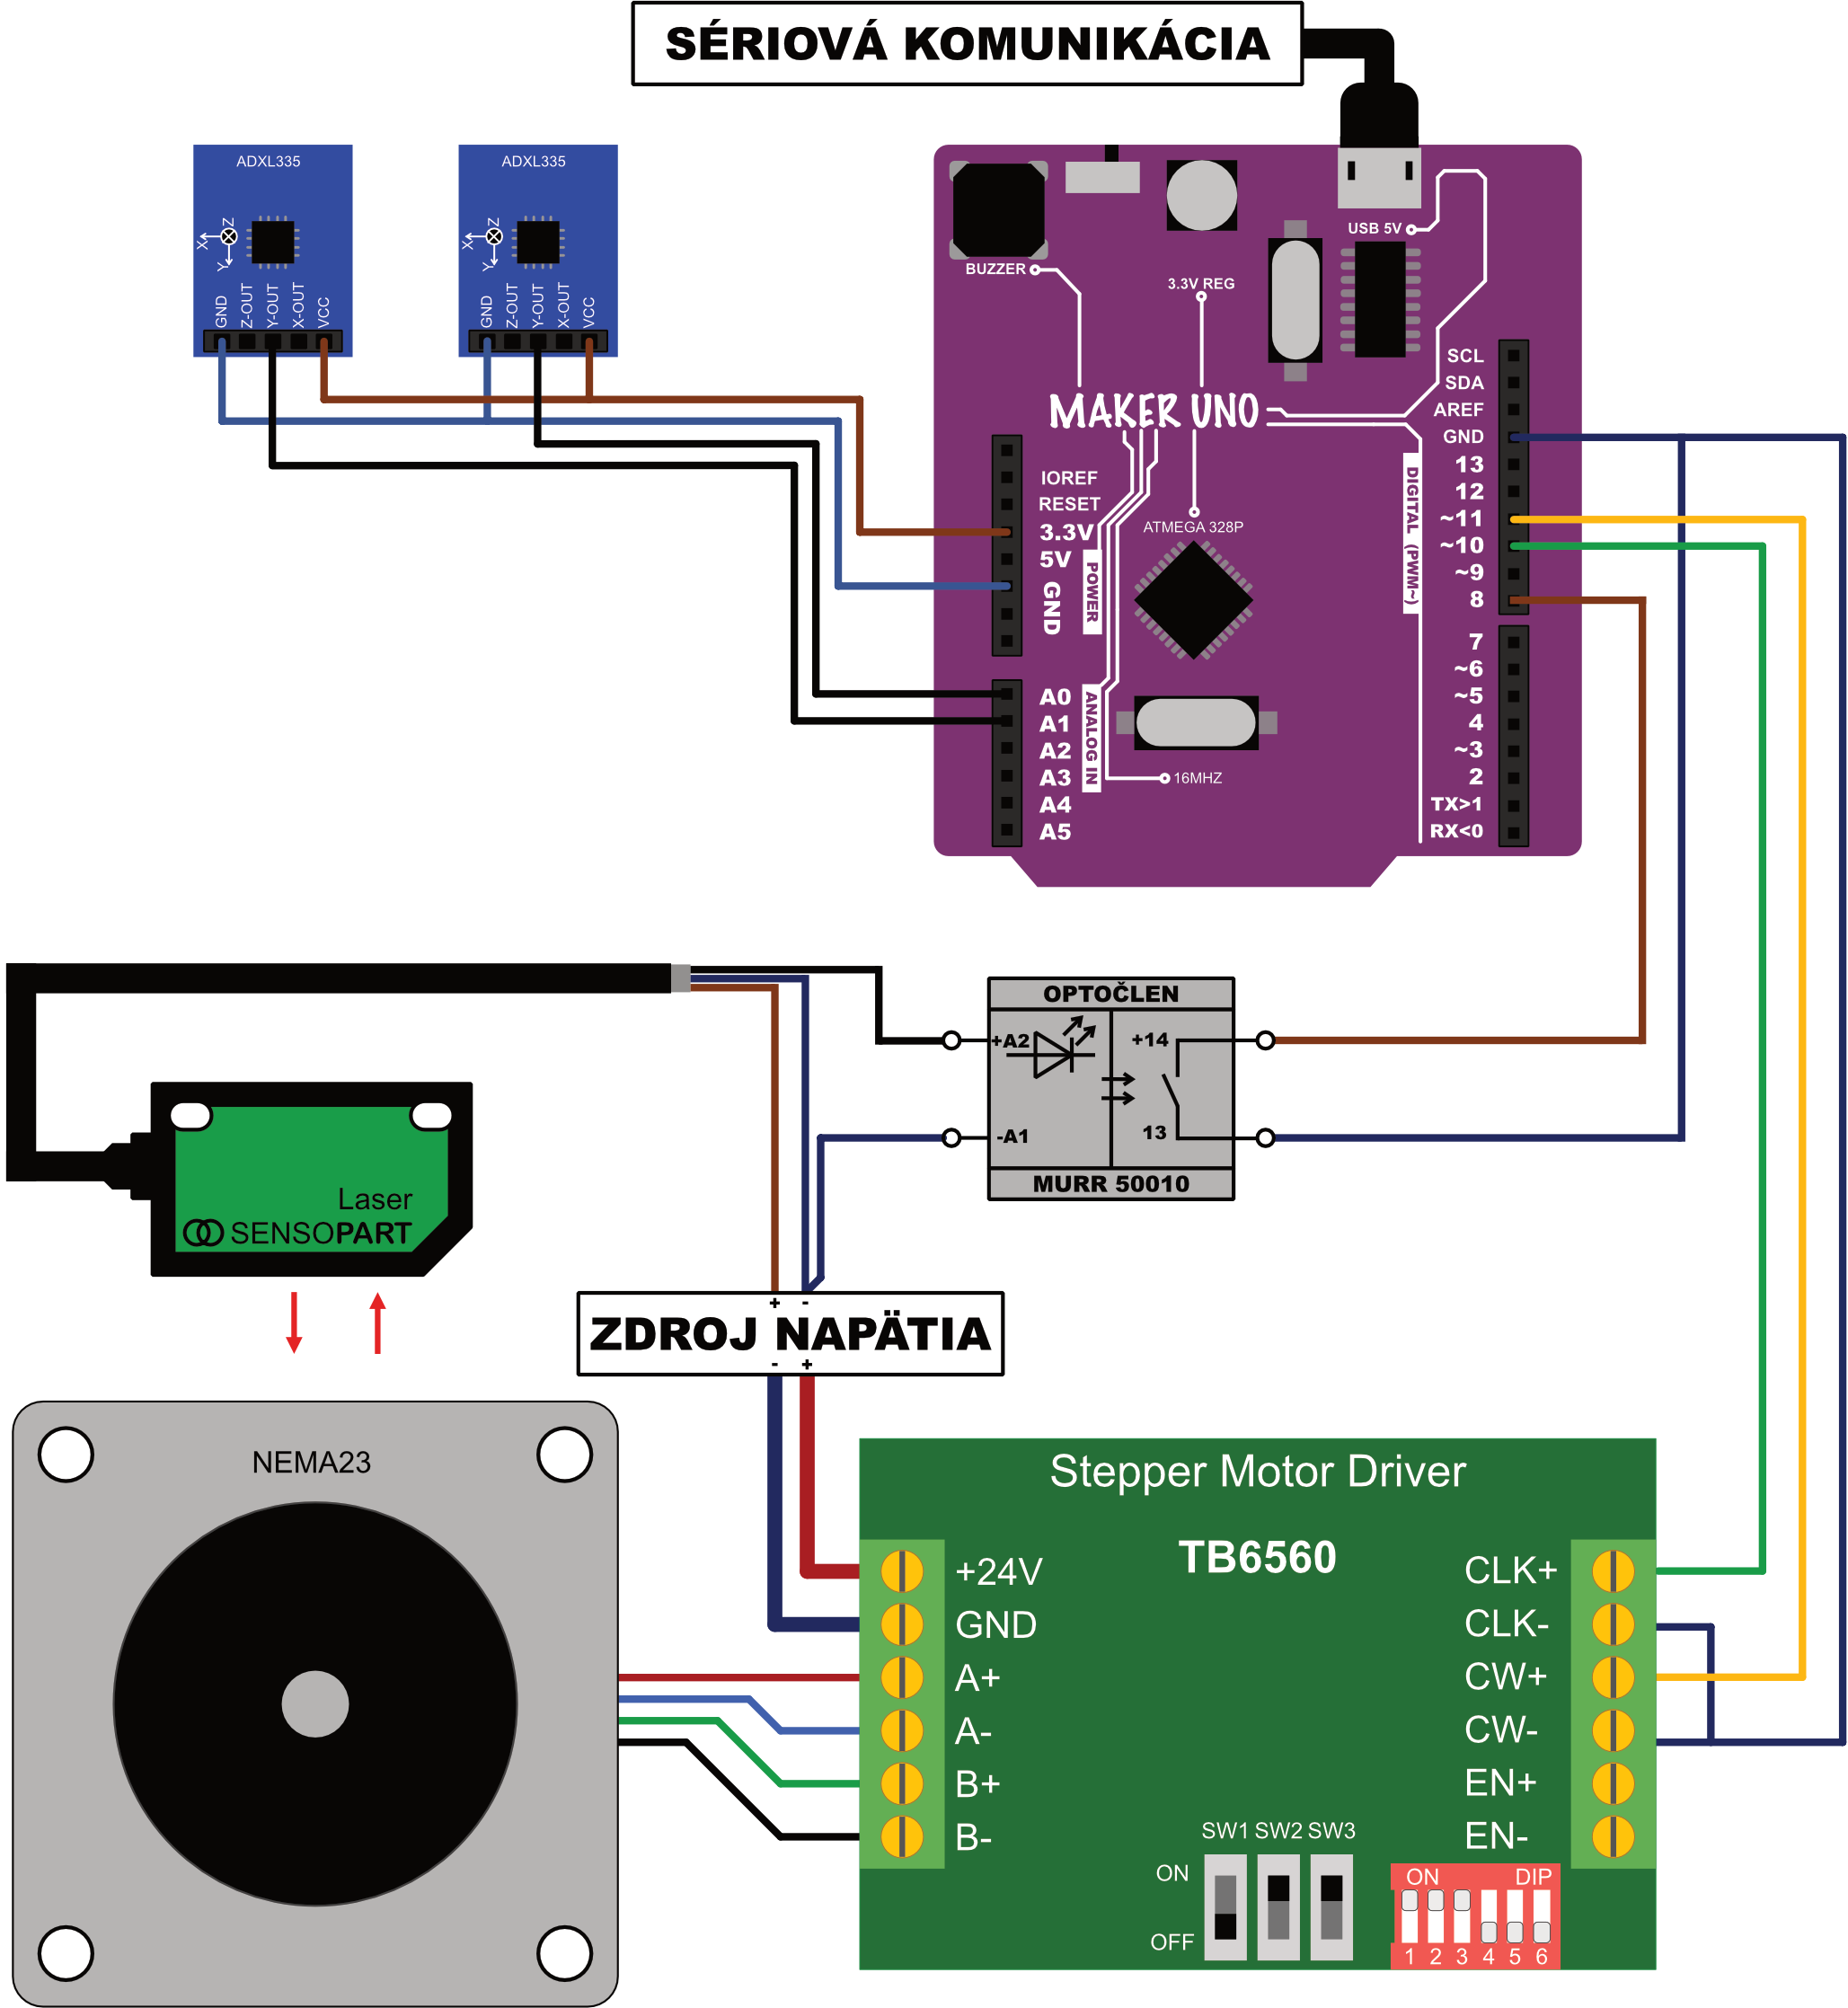 SÉRIOVÁ KOMUNIKÁCIA
ADXL335
X
Y
Z
GND
Z-OUT
Y-OUT
X-OUT
VCC
ADXL335
X
Y
Z
GND
Z-OUT
Y-OUT
X-OUT
VCC
BUZZER
3.3V REG
USB 5V
MAKER UNO
ATMEGA 328P
16MHZ
IOREF
RESET
3.3V
5V
GND
POWER
A0
A1
A2
A3
A4
A5
ANALOG IN
DIGITAL (PWM~)
SCL
SDA
AREF
GND
13
12
~11
~10
~9
8
7
~6
~5
4
~3
2
TX>1
RX<0
OPTOČLEN
+A2
+14
-A1
13
MURR 50010
Laser
SENSOPART
+ -
ZDROJ NAPÄTIA
- +
NEMA23
Stepper Motor Driver
TB6560
+24V
GND
A+
A-
B+
B-
CLK+
CLK-
CW+
CW-
EN+
EN-
SW1 SW2 SW3
ON
OFF
ON DIP
1 2 3 4 5 6